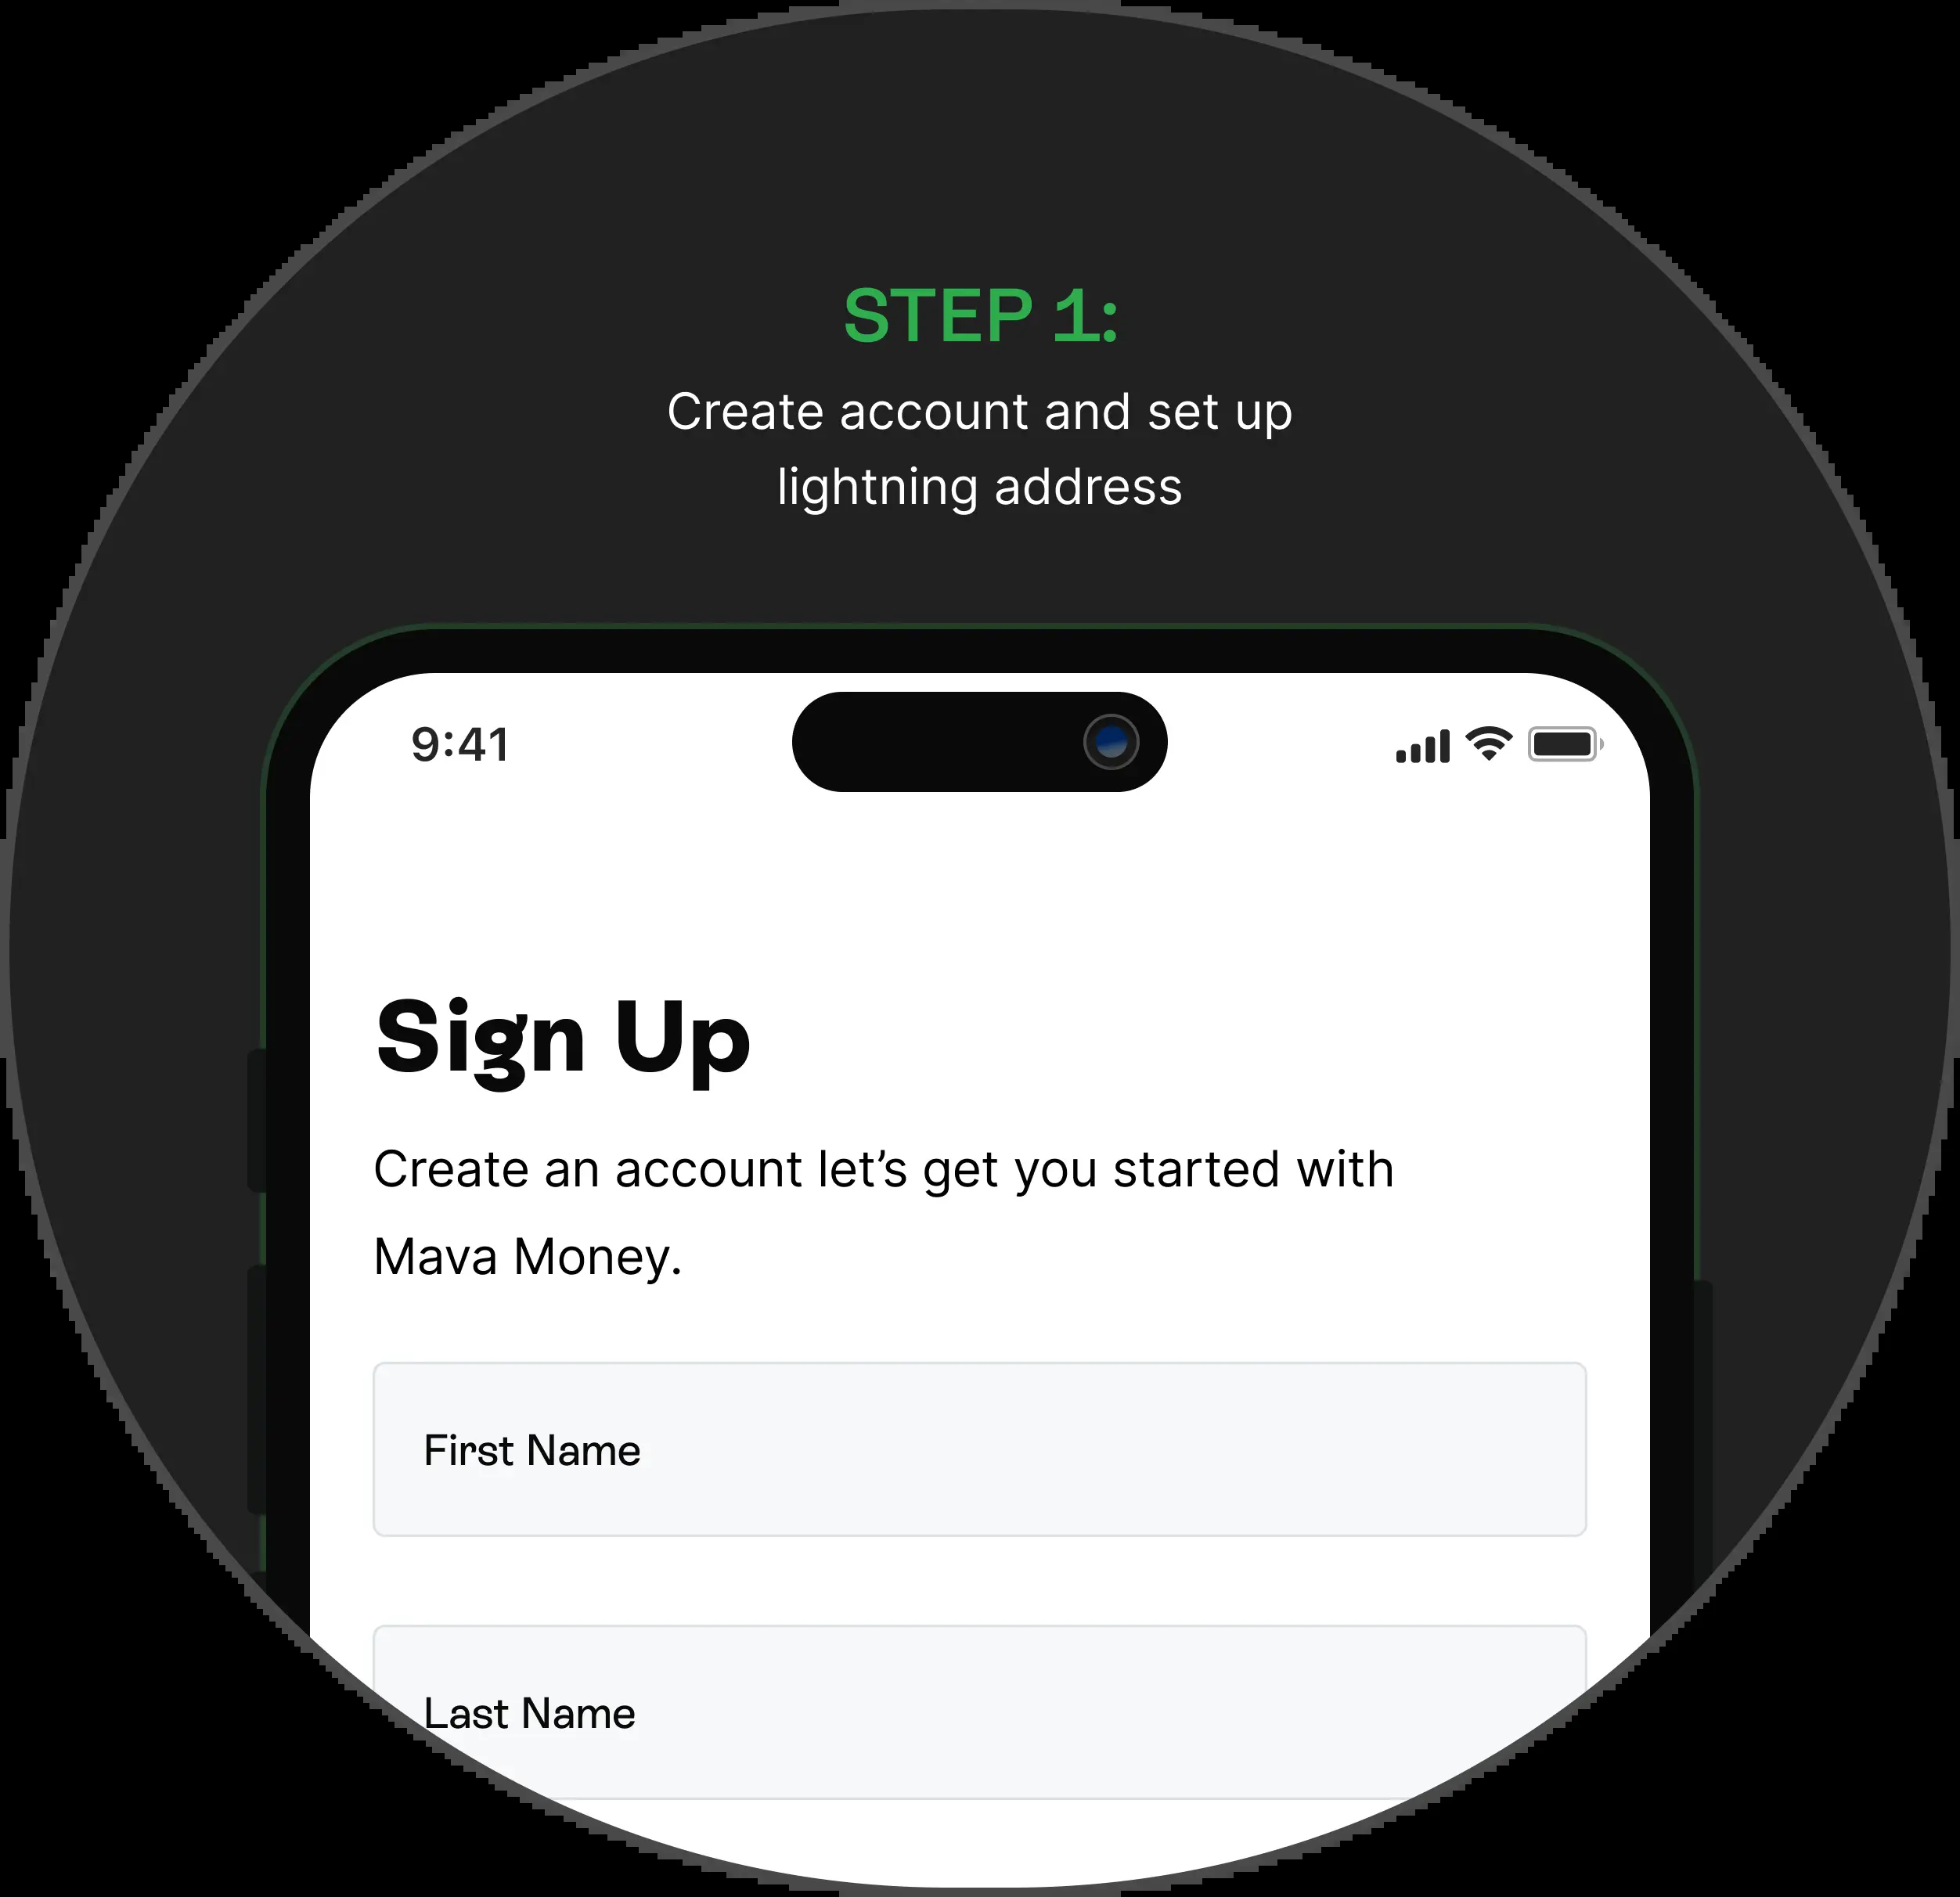 STEP 1:
Create account and set up
lightning address
9:41
Sign Up
Create an account let’s get you started with
Mava Money.
First Name
Last Name